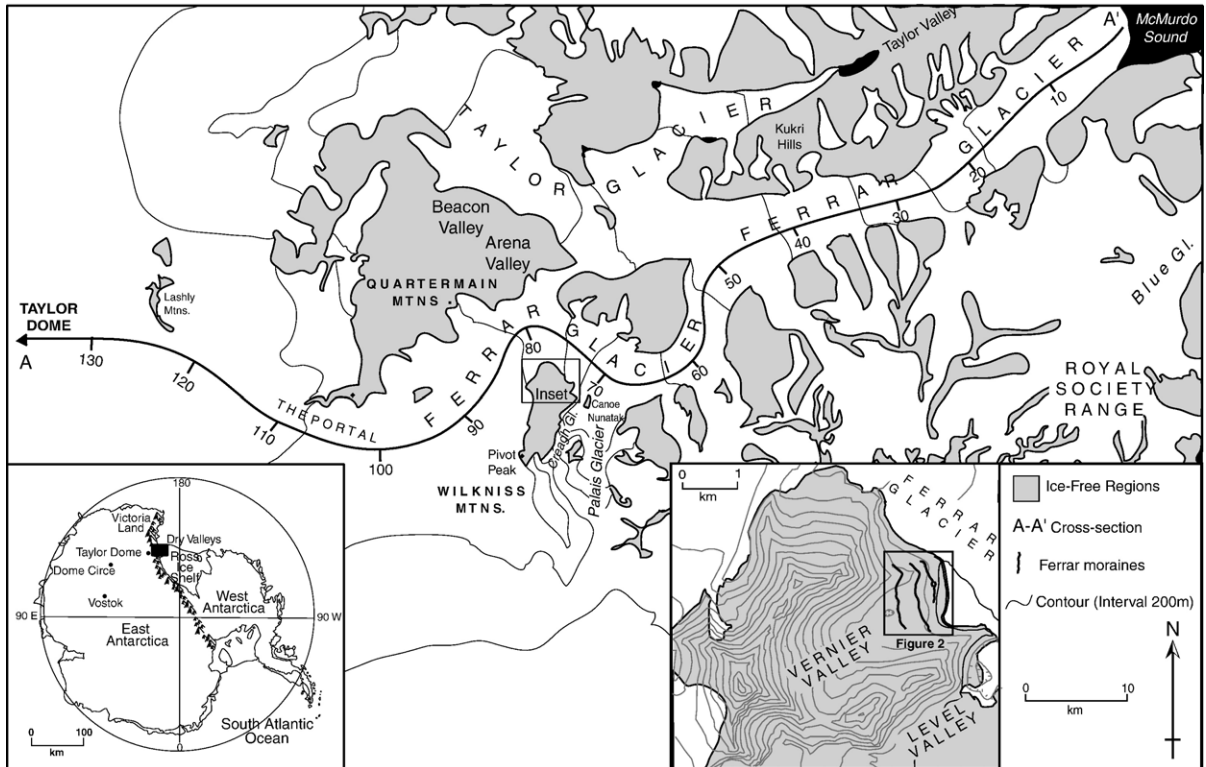 A'
McMurdo
Sound
Taylor Valley
TAYLOR GLACIER
Kukri
Hills
FERRAR GLACIER
10
20
30
40
50
60
70
80
90
100
110
120
130
Blue Gl.
Beacon
Valley
Arena
Valley
QUARTERMAIN
MTNS
Lashly
Mtns.
TAYLOR
DOME
A
THE PORTAL
FERRAR GLACIER
Inset
Canoe
Nunatak
Creagh Gl.
Palais Glacier
Pivot
Peak
WILKNISS
MTNS.
ROYAL
SOCIETY
RANGE
180
Victoria
Land
Dry Valleys
Taylor Dome
Ross
Ice
Shelf
Dome Circe
Vostok
West
Antarctica
90 E
90 W
East
Antarctica
South Atlantic
Ocean
0
0 100
km
0 1
km
FERRAR
GLACIER
Figure 2
VERNIER
VALLEY
LEVEL
VALLEY
Ice-Free Regions
A-A' Cross-section
Ferrar moraines
Contour (Interval 200m)
N
0 10
km